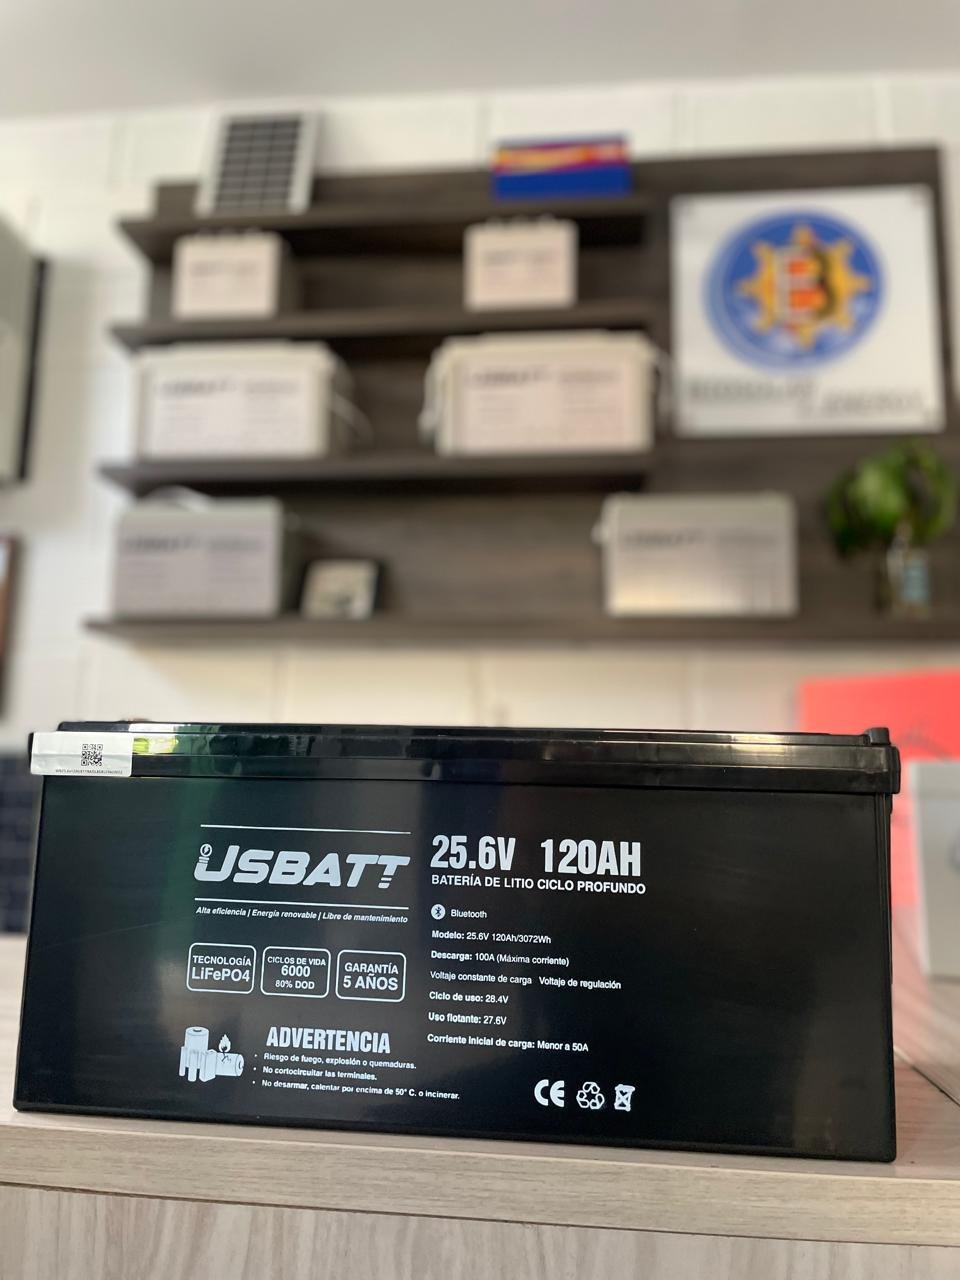 USBATT
Alta eficiencia | Energía renovable | Libre de mantenimiento
TECNOLOGÍA
LiFePO4
CICLOS DE VIDA
6000
80% DOD
GARANTÍA
5 AÑOS
ADVERTENCIA
• Riesgo de fuego, explosión o quemaduras.
• No cortocircuitar las terminales.
• No desarmar, calentar por encima de 50° C. o incinerar.
25.6V 120AH
BATERÍA DE LITIO CICLO PROFUNDO
Bluetooth
Modelo: 25.6V 120Ah/3072Wh
Descarga: 100A (Máxima corriente)
Voltaje constante de carga Voltaje de regulación
Ciclo de uso: 28.4V
Uso flotante: 27.6V
Corriente inicial de carga: Menor a 50A
CE